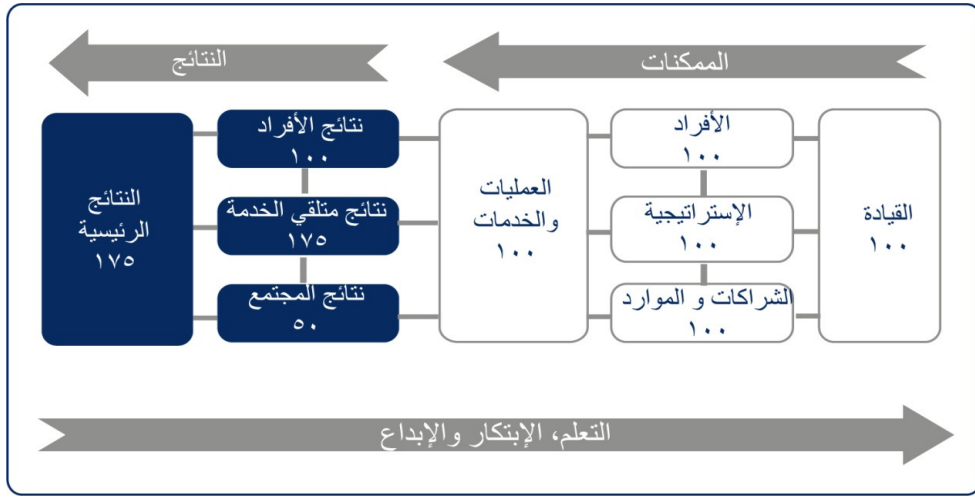 الممكنات
النتائج
القيادة
١٠٠
الأفراد
١٠٠
الإستراتيجية
١٠٠
الشراكات و الموارد
١٠٠
العمليات
والخدمات
١٠٠
نتائج الأفراد
١٠٠
نتائج متلقي الخدمة
١٧٥
نتائج المجتمع
٥٠
النتائج
الرئيسية
١٧٥
التعلم، الإبتكار والإبداع